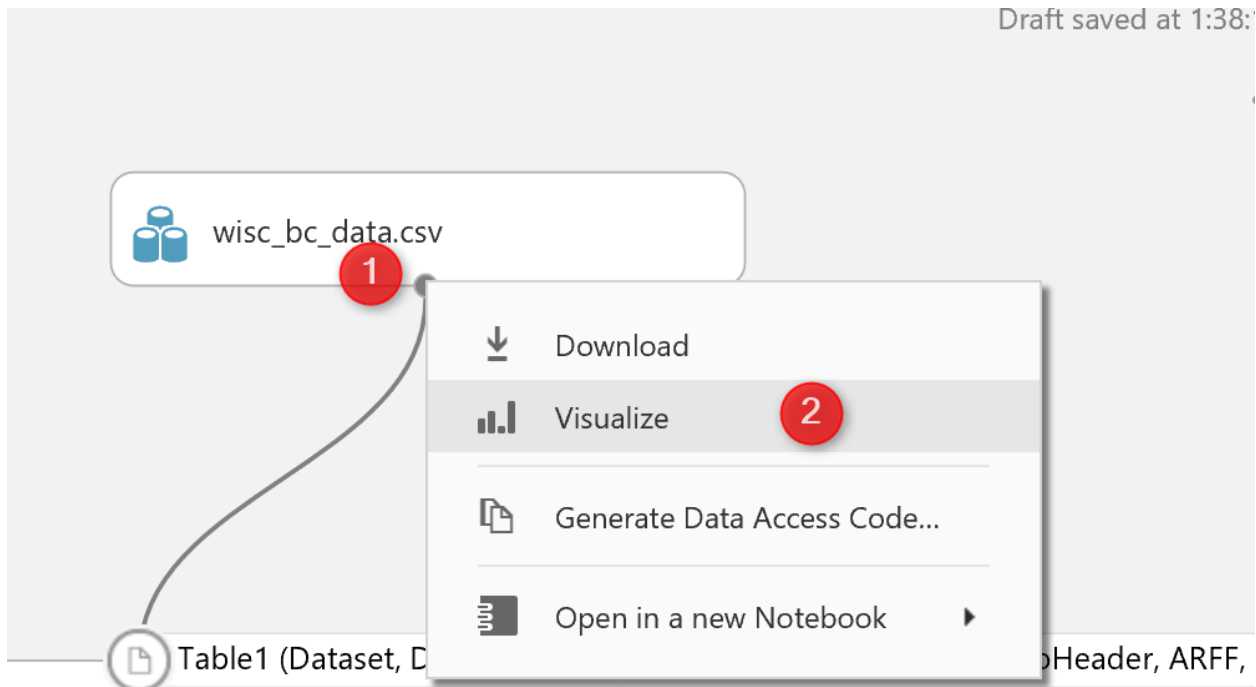 Draft saved at 1:38:
wisc_bc_data.csv
1
Download
Visualize
2
Generate Data Access Code...
Open in a new Notebook
Table1 (Dataset, Header, ARFF,